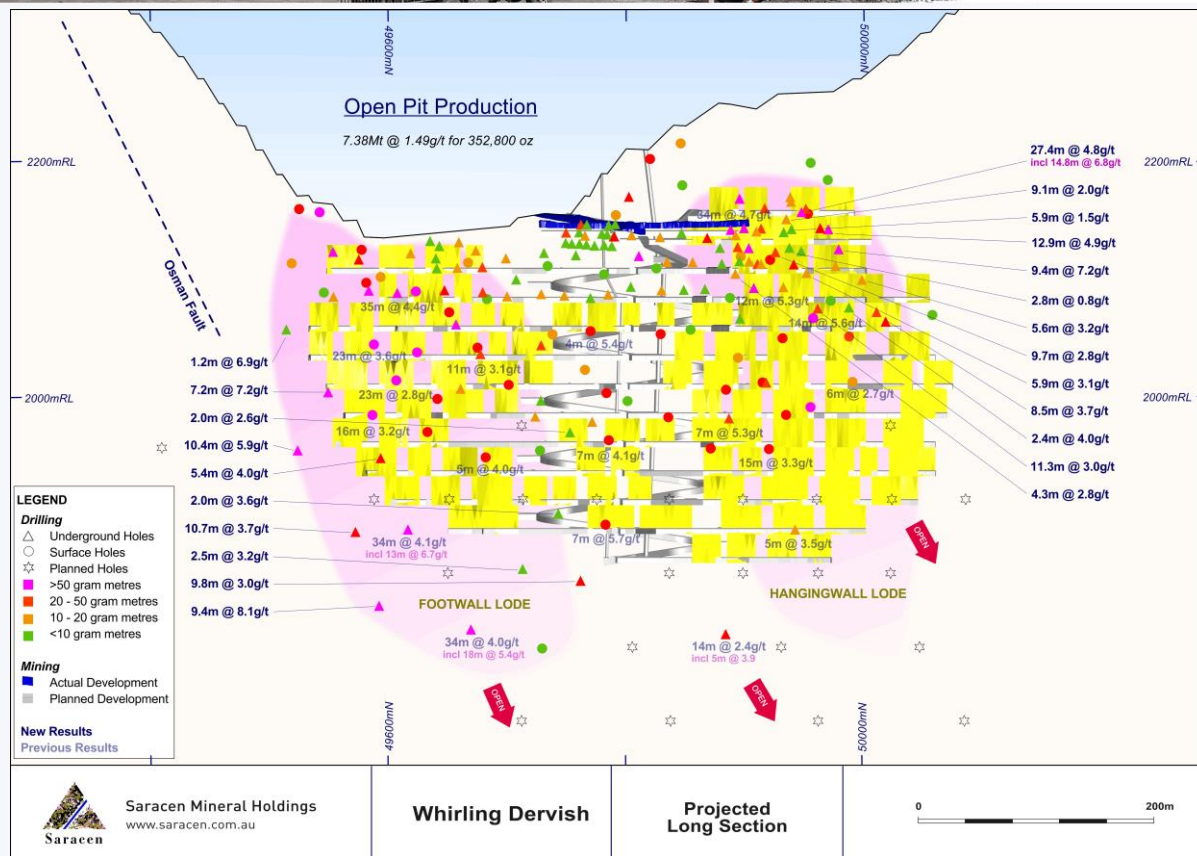 49600mN
50000mN
Open Pit Production
7.38Mt @ 1.49g/t for 352,800 oz
2200mRL
2200mRL
Osman Fault
27.4m @ 4.8g/t
incl 14.8m @ 6.8g/t
9.1m @ 2.0g/t
5.9m @ 1.5g/t
12.9m @ 4.9g/t
9.4m @ 7.2g/t
2.8m @ 0.8g/t
5.6m @ 3.2g/t
9.7m @ 2.8g/t
5.9m @ 3.1g/t
8.5m @ 3.7g/t
2.4m @ 4.0g/t
11.3m @ 3.0g/t
4.3m @ 2.8g/t
34m @ 4.7g/t
35m @ 4.4g/t
12m @ 5.3g/t
14m @ 5.6g/t
23m @ 3.6g/t
4m @ 5.4g/t
11m @ 3.1g/t
23m @ 2.8g/t
6m @ 2.7g/t
2000mRL
2000mRL
16m @ 3.2g/t
7m @ 5.3g/t
7m @ 4.1g/t
5m @ 4.0g/t
15m @ 3.3g/t
1.2m @ 6.9g/t
7.2m @ 7.2g/t
2.0m @ 2.6g/t
10.4m @ 5.9g/t
5.4m @ 4.0g/t
2.0m @ 3.6g/t
10.7m @ 3.7g/t
2.5m @ 3.2g/t
9.8m @ 3.0g/t
9.4m @ 8.1g/t
34m @ 4.1g/t
incl 13m @ 6.7g/t
7m @ 5.7g/t
5m @ 3.5g/t
OPEN
FOOTWALL LODE
HANGINGWALL LODE
34m @ 4.0g/t
incl 18m @ 5.4g/t
14m @ 2.4g/t
incl 5m @ 3.9
OPEN
OPEN
49600mN
50000mN
LEGEND
Drilling
Underground Holes
Surface Holes
Planned Holes
>50 gram metres
20 - 50 gram metres
10 - 20 gram metres
<10 gram metres
Mining
Actual Development
Planned Development
New Results
Previous Results
Saracen
Saracen Mineral Holdings
www.saracen.com.au
Whirling Dervish
Projected
Long Section
0
200m